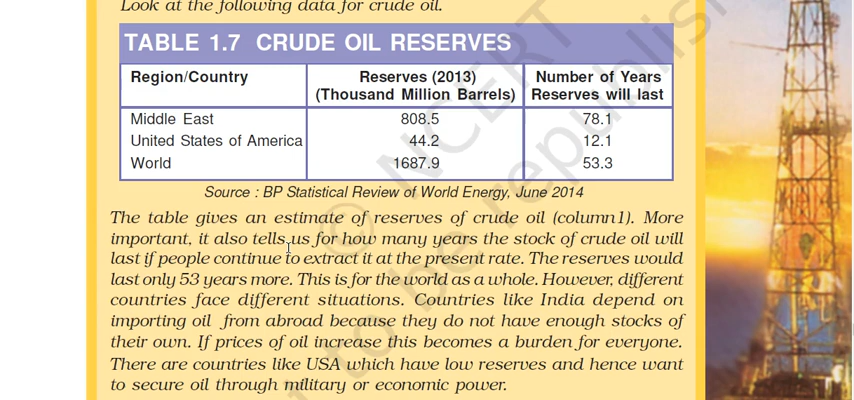 Look at the following data for crude oil.
TABLE 1.7 CRUDE OIL RESERVES
Region/Country Reserves (2013) Number of Years
(Thousand Million Barrels) Reserves will last
Middle East 808.5 78.1
United States of America 44.2 12.1
World 1687.9 53.3
Source : BP Statistical Review of World Energy, June 2014
The table gives an estimate of reserves of crude oil (column1). More
important, it also tells us for how many years the stock of crude oil will
last if people continue to extract it at the present rate. The reserves would
last only 53 years more. This is for the world as a whole. However, different
countries face different situations. Countries like India depend on
importing oil from abroad because they do not have enough stocks of
their own. If prices of oil increase this becomes a burden for everyone.
There are countries like USA which have low reserves and hence want
to secure oil through military or economic power.
© NCERT
t to be republish